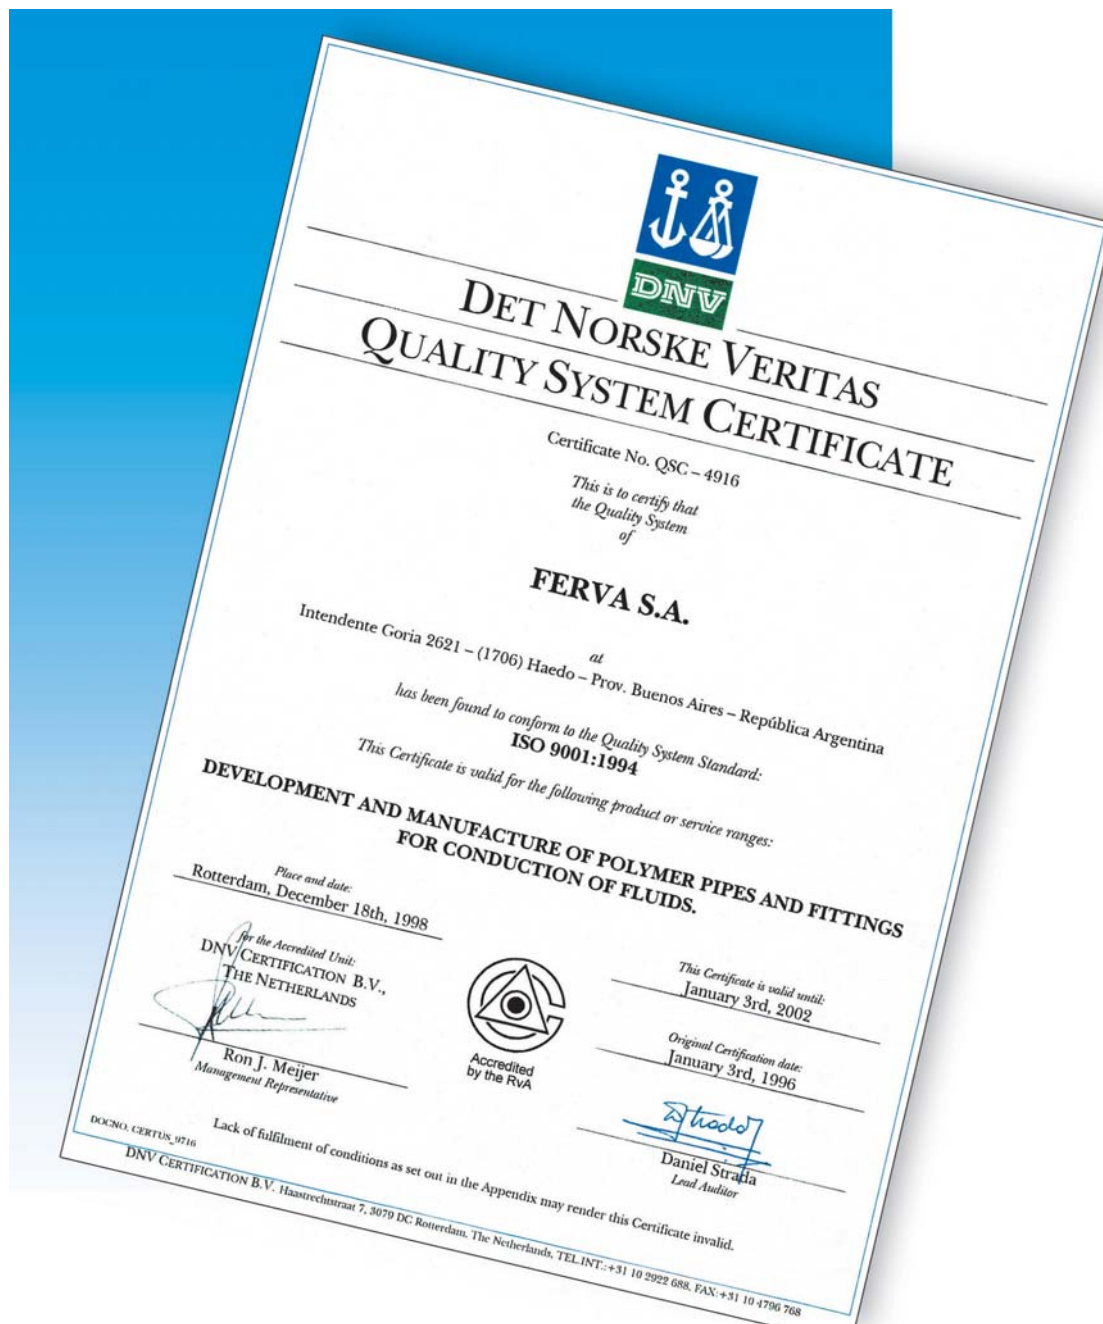 DNV
DET NORSKE VERITAS
QUALITY SYSTEM CERTIFICATE
Certificate No. QSC – 4916
This is to certify that
the Quality System
of
FERVA S.A.
at
Intendente Goria 2621 – (1706) Haedo – Prov. Buenos Aires – República Argentina
has been found to conform to the Quality System Standard:
ISO 9001:1994
This Certificate is valid for the following product or service ranges:
DEVELOPMENT AND MANUFACTURE OF POLYMER PIPES AND FITTINGS
FOR CONDUCTION OF FLUIDS.
Place and date:
Rotterdam, December 18th, 1998
for the Accredited Unit:
DNV CERTIFICATION B.V.,
THE NETHERLANDS
Ron J. Meijer
Management Representative
Accredited
by the RvA
This Certificate is valid until:
January 3rd, 2002
Original Certification date:
January 3rd, 1996
Daniel Strada
Lead Auditor
Lack of fulfilment of conditions as set out in the Appendix may render this Certificate invalid.
DOCNO. CERTUS_9716
DNV CERTIFICATION B.V. Haastrechtstraat 7, 3079 DC Rotterdam, The Netherlands, TEL.INT.:+31 10 2922 688, FAX:+31 10 4796 768